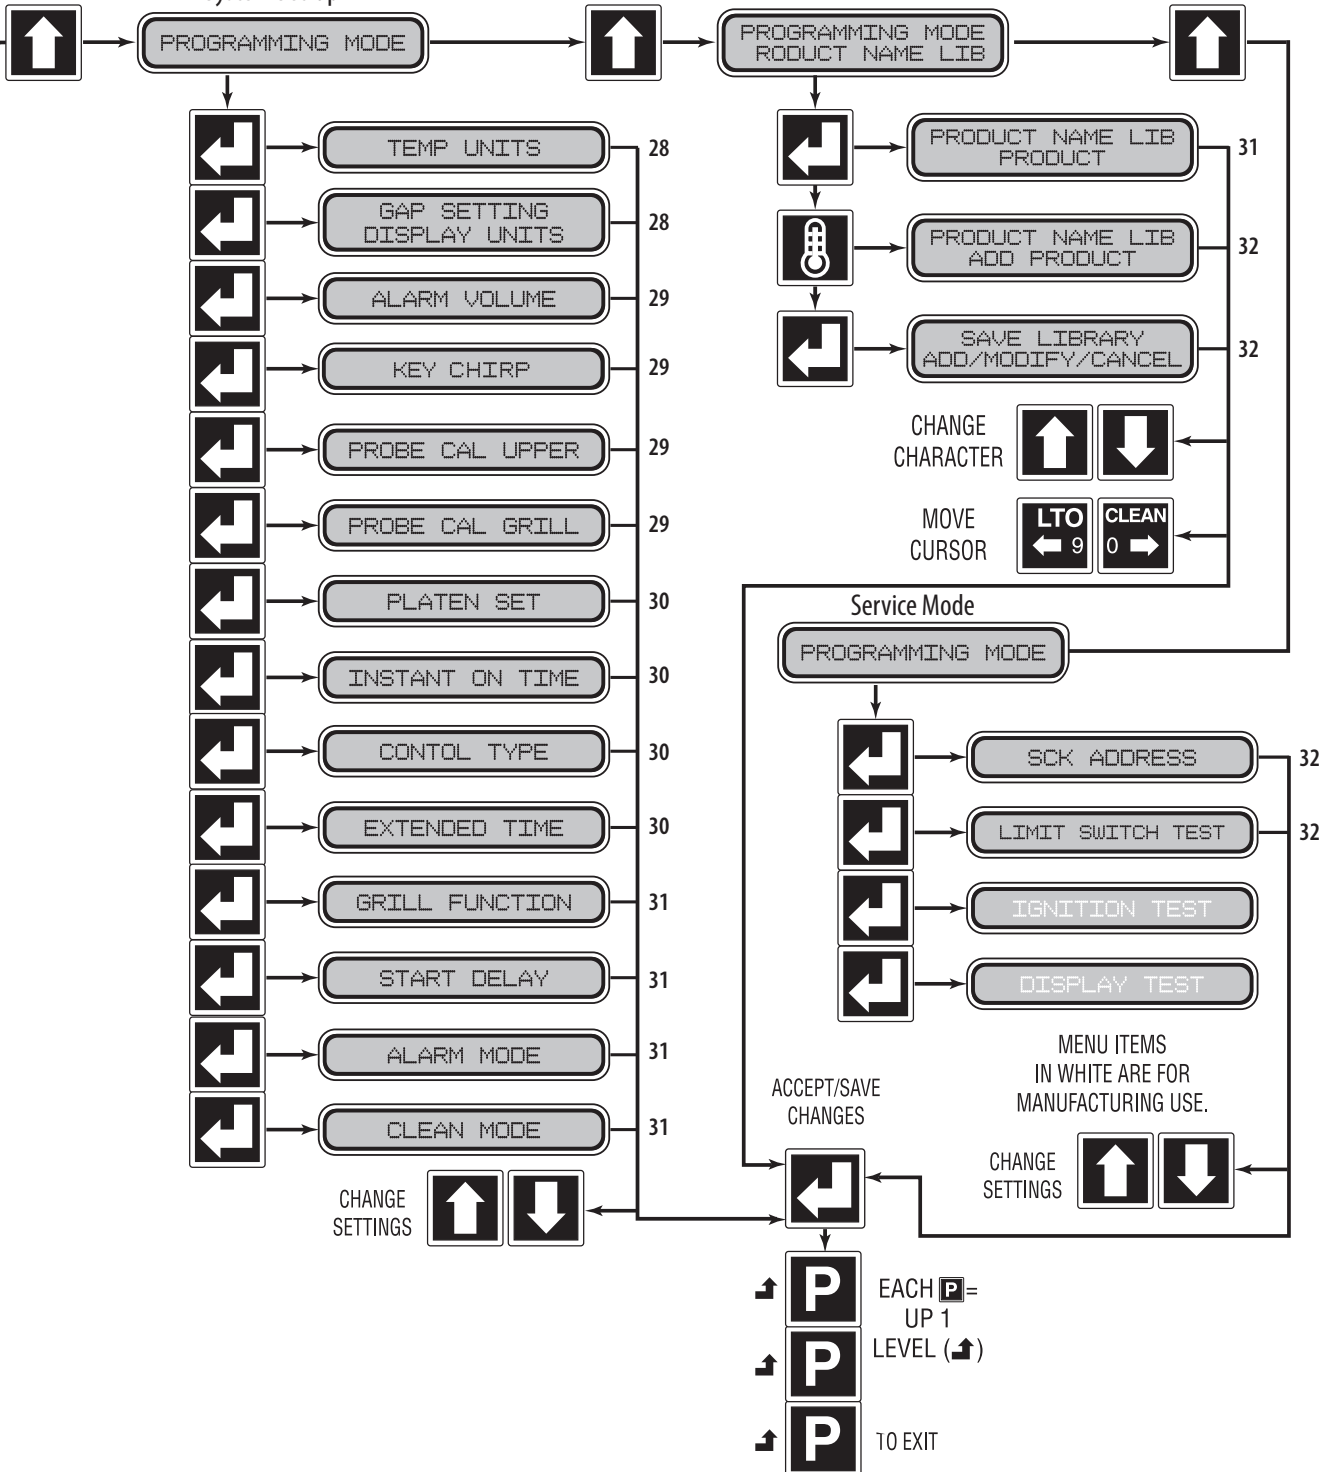 PROGRAMMING MODE
TEMP UNITS
28
GAP SETTING
DISPLAY UNITS
28
ALARM VOLUME
29
KEY CHIRP
29
PROBE CAL UPPER
29
PROBE CAL GRILL
29
PLATEN SET
30
INSTANT ON TIME
30
CONTOL TYPE
30
EXTENDED TIME
30
GRILL FUNCTION
31
START DELAY
31
ALARM MODE
31
CLEAN MODE
31
CHANGE
SETTINGS
PROGRAMMING MODE
RODUCT NAME LIB
PRODUCT NAME LIB
PRODUCT
31
PRODUCT NAME LIB
ADD PRODUCT
32
SAVE LIBRARY
ADD/MODIFY/CANCEL
32
CHANGE
CHARACTER
MOVE
CURSOR
LTO
9
CLEAN
0
Service Mode
PROGRAMMING MODE
SCK ADDRESS
32
LIMIT SWITCH TEST
32
IGNITION TEST
DISPLAY TEST
MENU ITEMS
IN WHITE ARE FOR
MANUFACTURING USE.
CHANGE
SETTINGS
ACCEPT/SAVE
CHANGES
P
EACH P =
UP 1
LEVEL ( )
P
P
TO EXIT